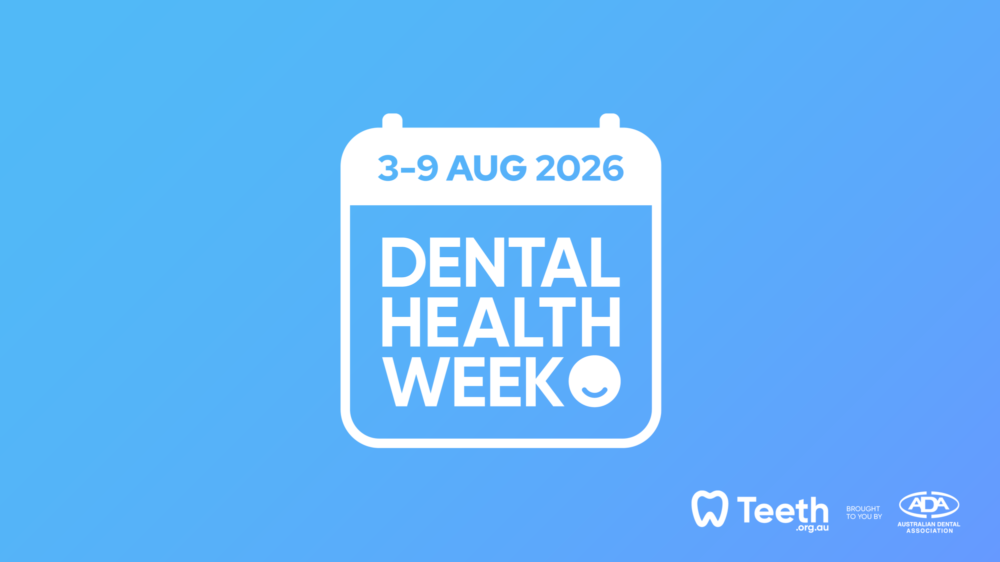 3–9 AUG 2026
DENTAL
HEALTH
WEEK
Teeth
.org.au
BROUGHT
TO YOU BY
ADA
AUSTRALIAN DENTAL
ASSOCIATION